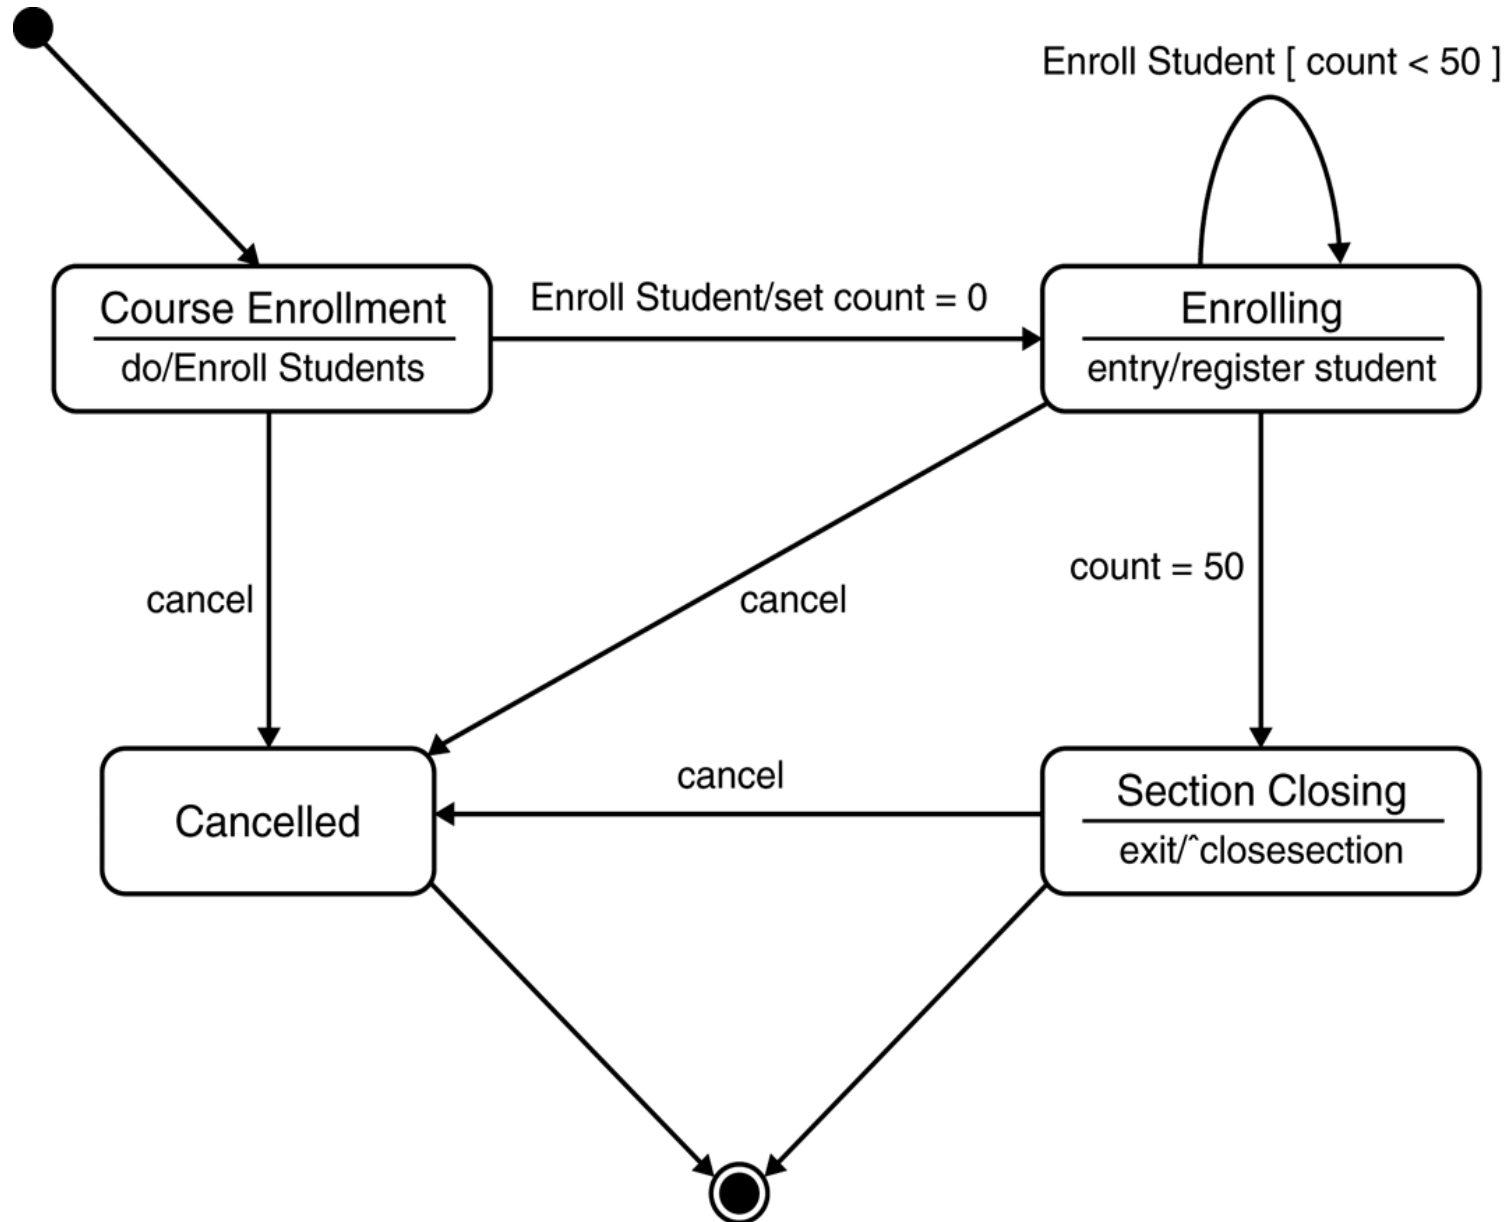 Enroll Student [ count < 50 ]
Course Enrollment
do/Enroll Students
Enroll Student/set count = 0
Enrolling
entry/register student
cancel
cancel
count = 50
Cancelled
cancel
Section Closing
exit/^closesection